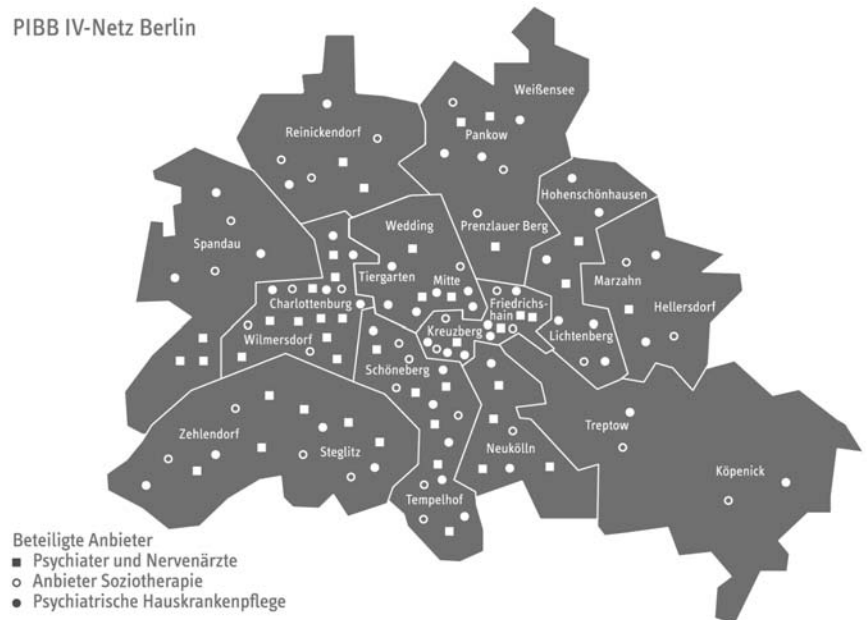 PIBB IV-Netz Berlin
Weißensee
Reinickendorf
Pankow
Hohenschönhausen
Wedding
Prenzlauer Berg
Spandau
Tiergarten
Mitte
Marzahn
Charlottenburg
Friedrichs-
hain
Hellersdorf
Kreuzberg
Lichtenberg
Wilmersdorf
Schöneberg
Treptow
Zehlendorf
Steglitz
Neukölln
Köpenick
Tempelhof
Beteiligte Anbieter
Psychiater und Nervenärzte
Anbieter Soziotherapie
Psychiatrische Hauskrankenpflege